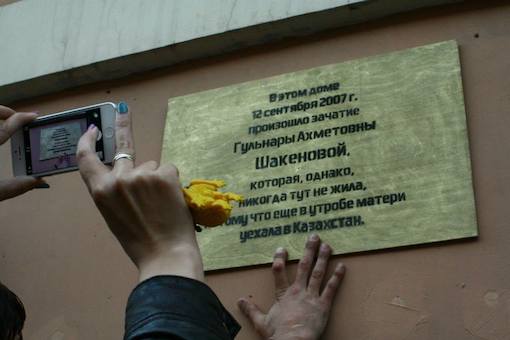 В этом доме
12 сентября 2007 г.
произошло зачатие
Гульнары Ахметовны
Шакеновой,
которая, однако,
никогда тут не жила,
что еще в утробе матери
уехала в Казахстан.